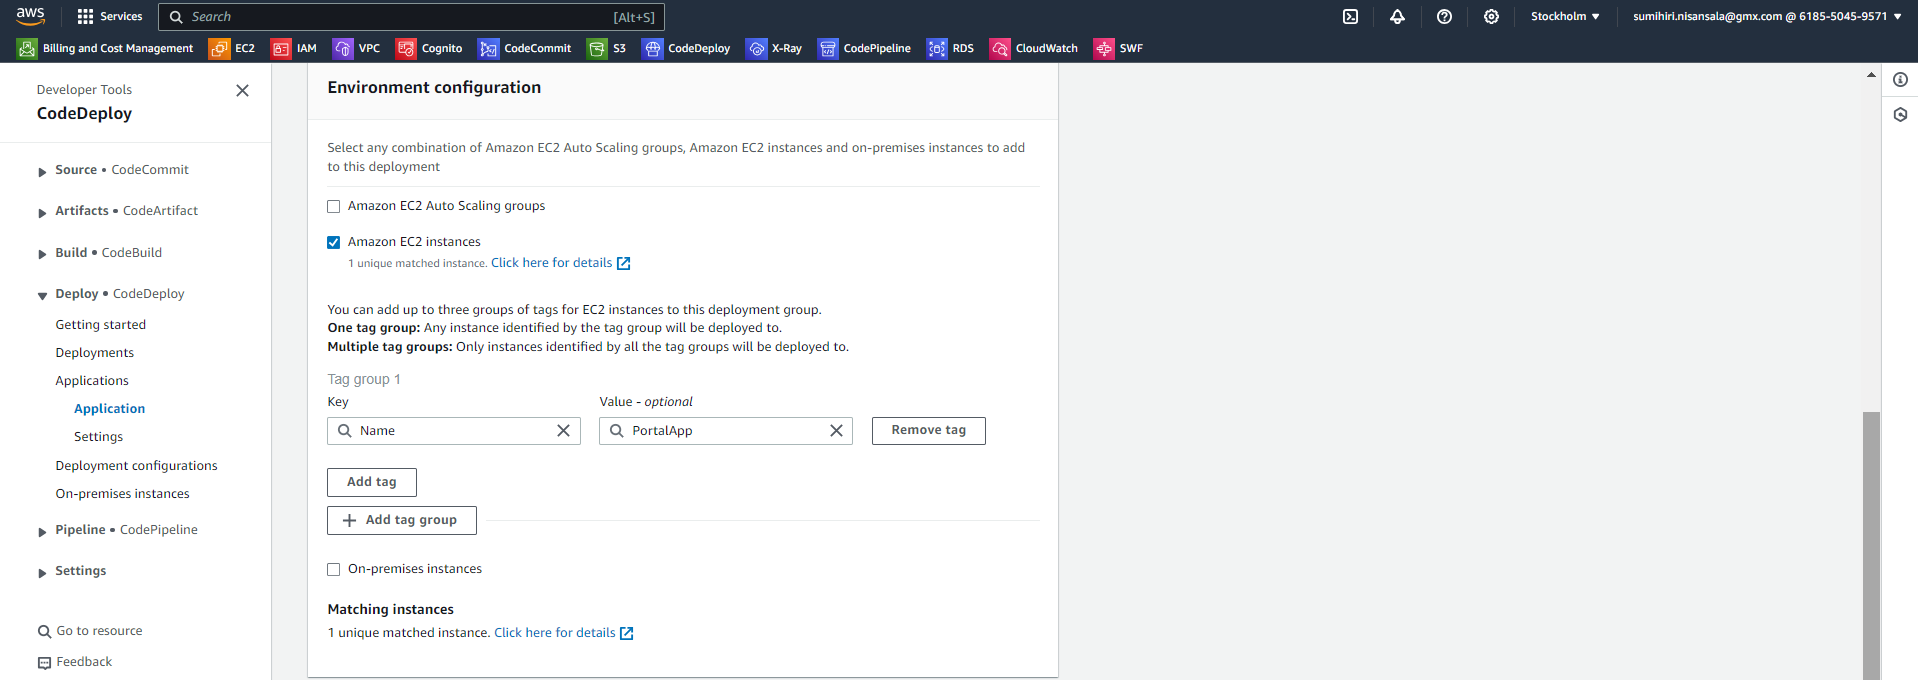 aws
Services
Search [Alt+S]
Stockholm
sumihiri.nisansala@gmx.com @ 6185-5045-9571
Billing and Cost Management EC2 IAM VPC Cognito CodeCommit S3 CodeDeploy X-Ray CodePipeline RDS CloudWatch SWF
Developer Tools
CodeDeploy
Source • CodeCommit
Artifacts • CodeArtifact
Build • CodeBuild
Deploy • CodeDeploy
Getting started
Deployments
Applications
Application
Settings
Deployment configurations
On-premises instances
Pipeline • CodePipeline
Settings
Go to resource
Feedback
Environment configuration
Select any combination of Amazon EC2 Auto Scaling groups, Amazon EC2 instances and on-premises instances to add
to this deployment
Amazon EC2 Auto Scaling groups
Amazon EC2 instances
1 unique matched instance. Click here for details
You can add up to three groups of tags for EC2 instances to this deployment group.
One tag group: Any instance identified by the tag group will be deployed to.
Multiple tag groups: Only instances identified by all the tag groups will be deployed to.
Tag group 1
Key Value - optional
Name PortalApp Remove tag
Add tag
Add tag group
On-premises instances
Matching instances
1 unique matched instance. Click here for details